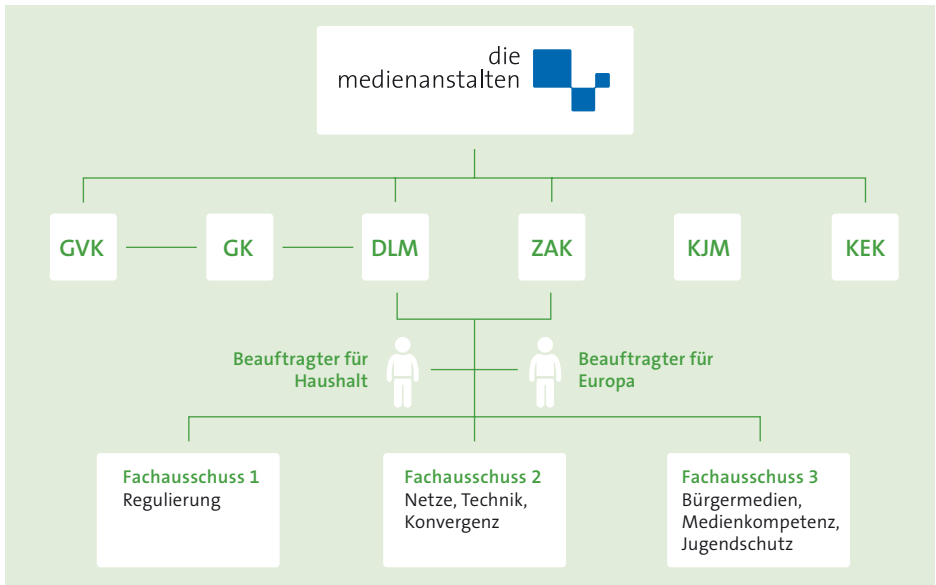 die
medienanstalten
GVK
GK
DLM
ZAK
KJM
KEK
Beauftragter für
Haushalt
Beauftragter für
Europa
Fachausschuss 1
Regulierung
Fachausschuss 2
Netze, Technik,
Konvergenz
Fachausschuss 3
Bürgermedien,
Medienkompetenz,
Jugendschutz